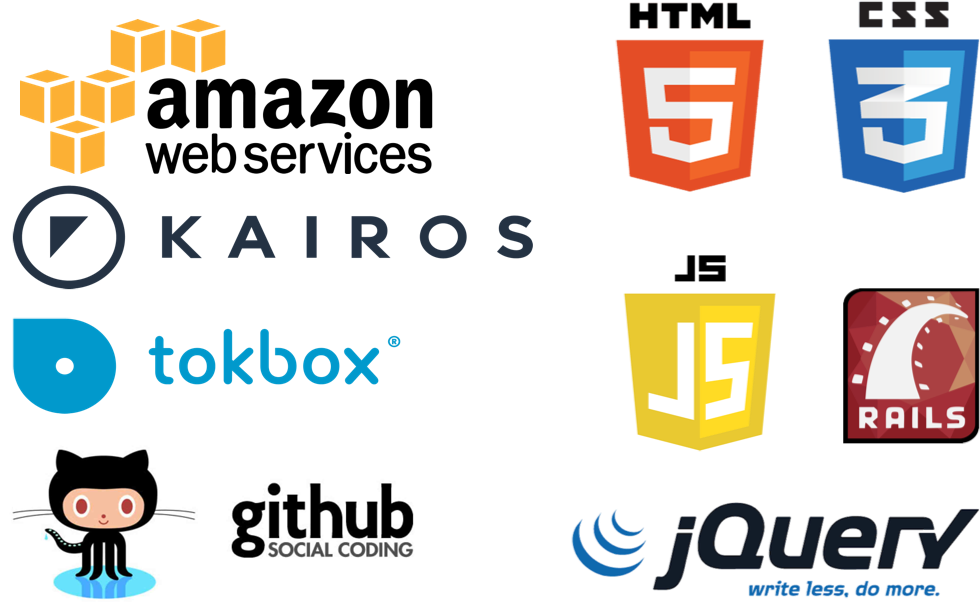 amazon
web services
KAIROS
tokbox®
github
SOCIAL CODING
HTML
5
CSS
3
JS
JS
RAILS
jQuery
write less, do more.